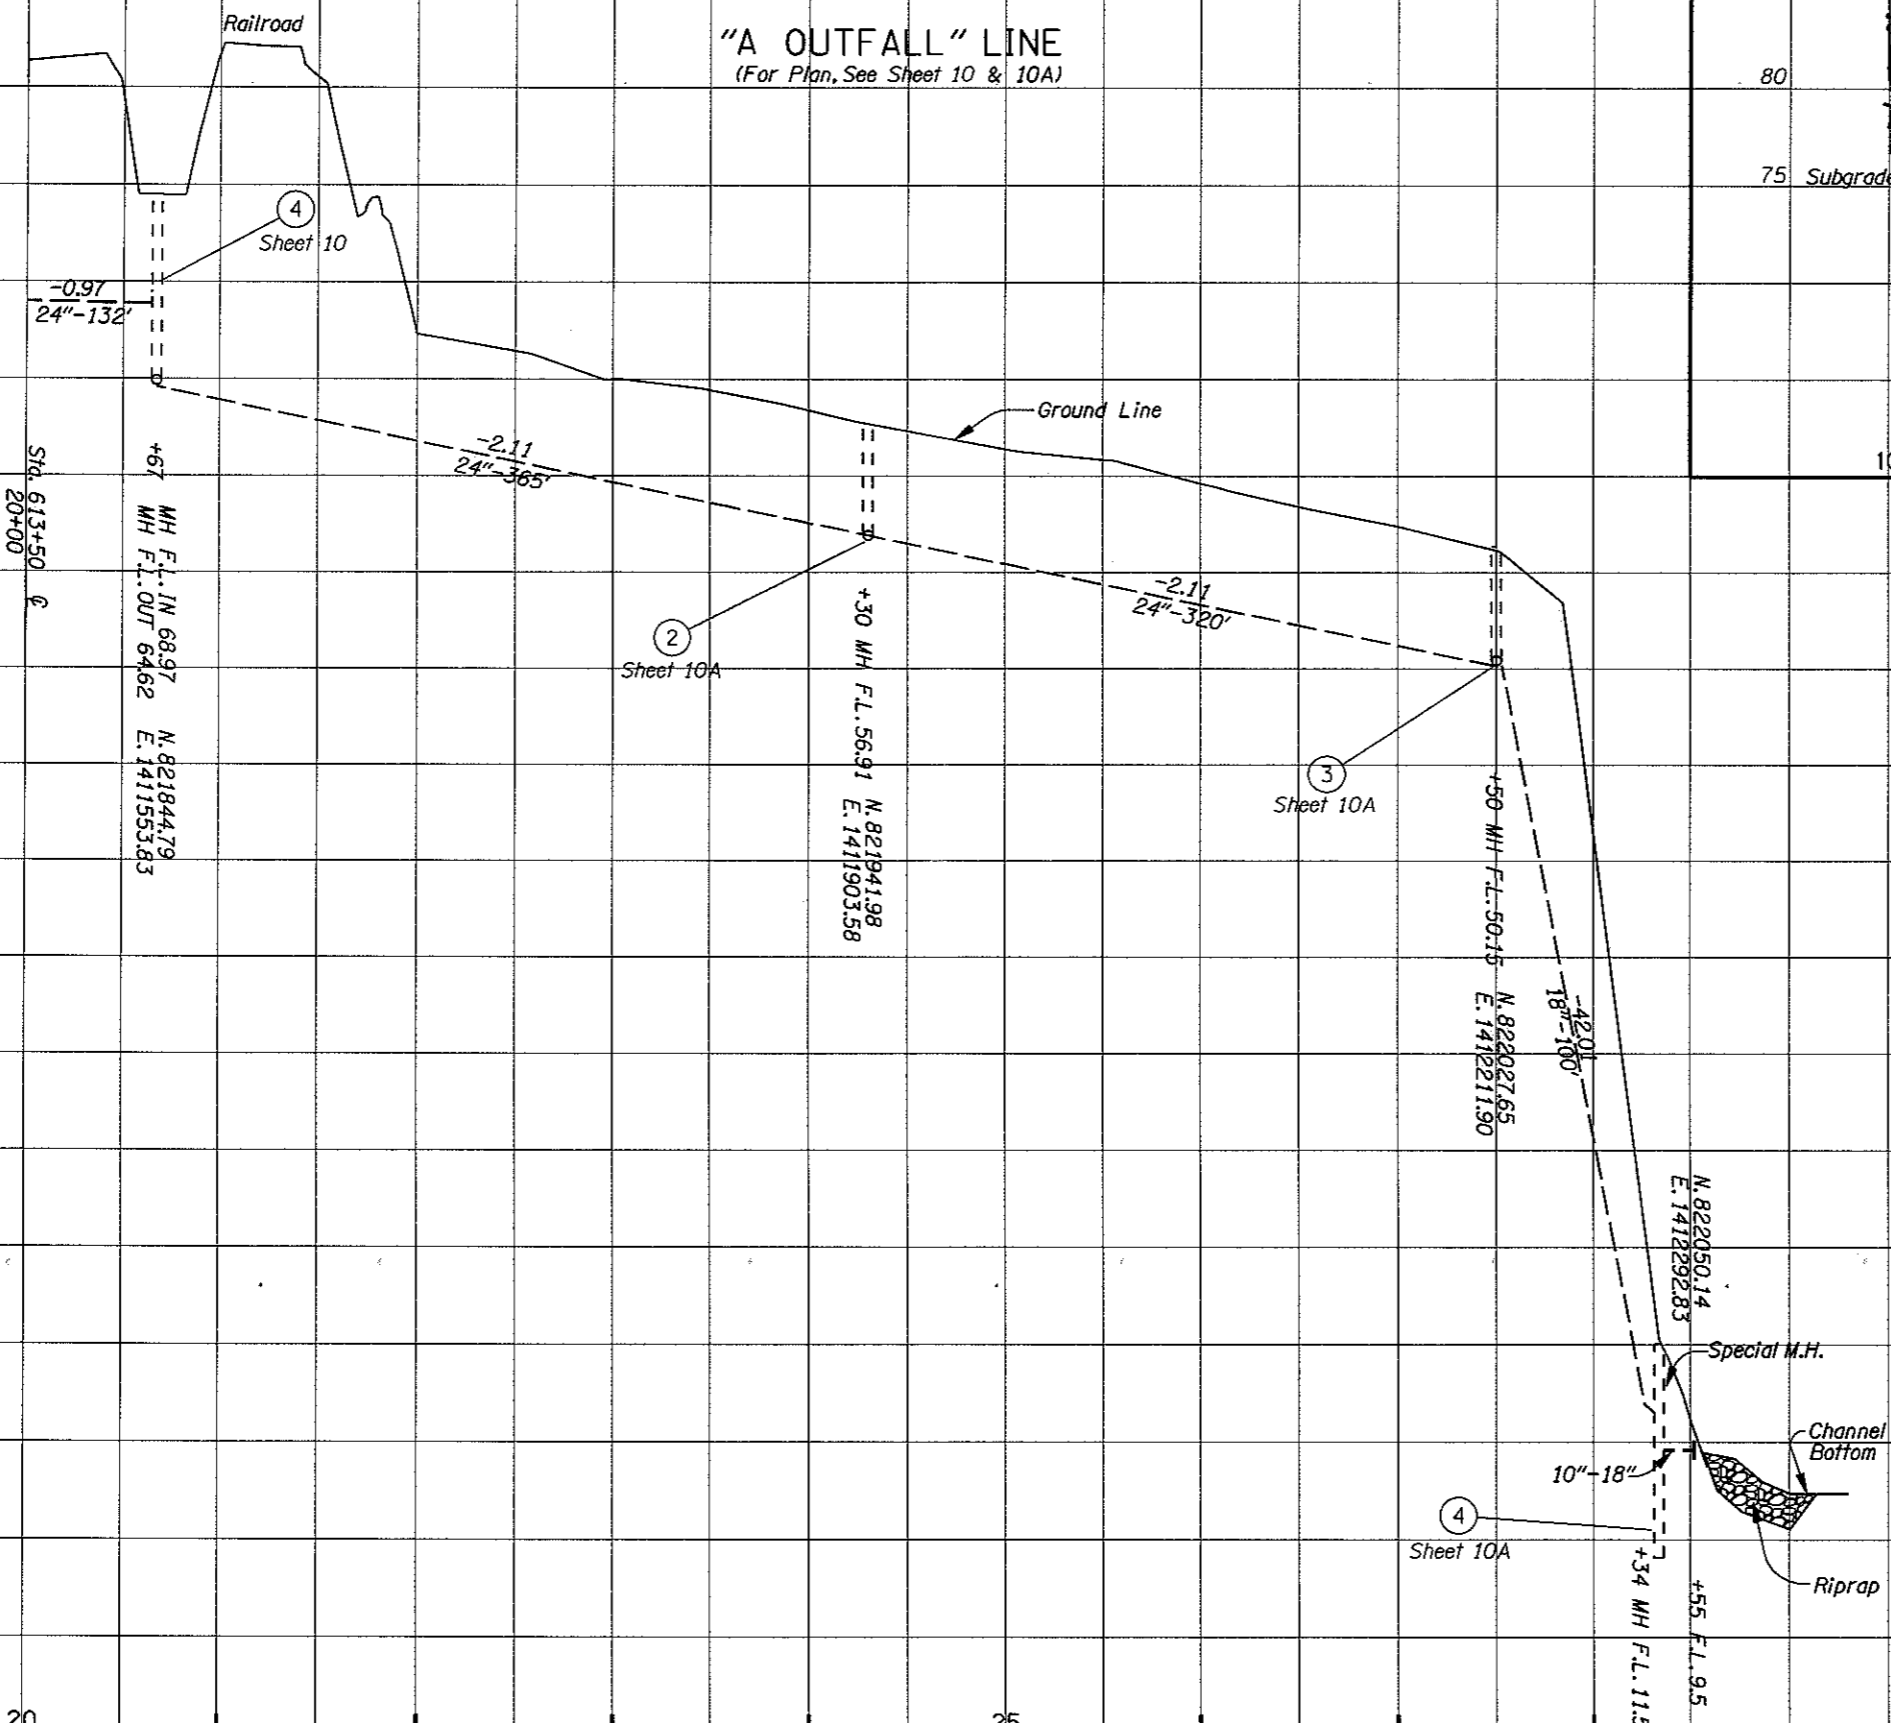 Railroad
"A OUTFALL" LINE
(For Plan, See Sheet 10 & 10A)
80
75 Subgrade
4
Sheet 10
-0.97
24"-132'
Ground Line
-2.11
24"-365'
Sta. 613+50 ℄
20+00
+67 MH F.L. IN 68.97 N. 821844.79
MH F.L. OUT 64.62 E. 1411553.83
2
Sheet 10A
+30 MH F.L. 56.91 N. 821941.98
E. 1411903.58
-2.11
24"-320'
3
Sheet 10A
+50 MH F.L. 50.15 N. 822027.65
E. 1412211.90
-42.01
18"-100'
N. 822050.14
E. 1412292.83
Special M.H.
Channel
Bottom
10"-18"
4
Sheet 10A
Riprap
+34 MH F.L. 11.5
+55 F.L. 9.5
20
25